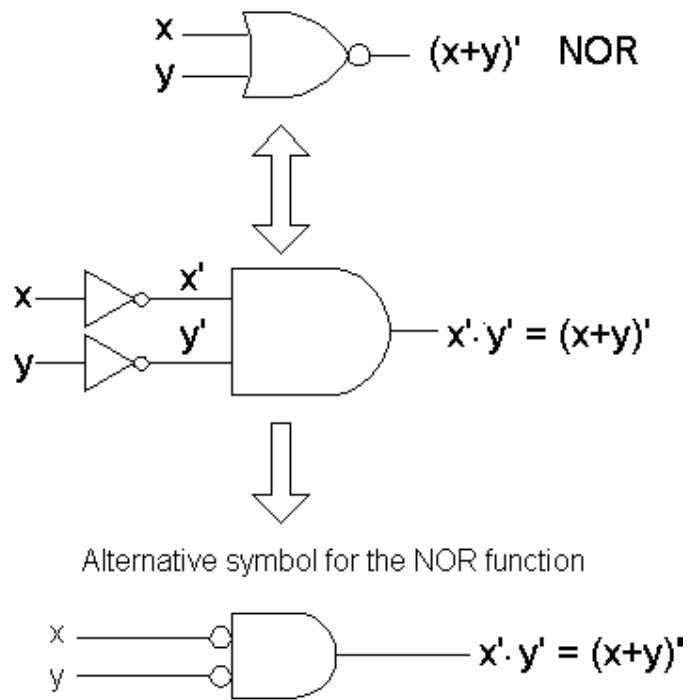 x
y
(x+y)' NOR
x x'
y y'
x'· y' = (x+y)'
Alternative symbol for the NOR function
x
y
x'· y' = (x+y)'